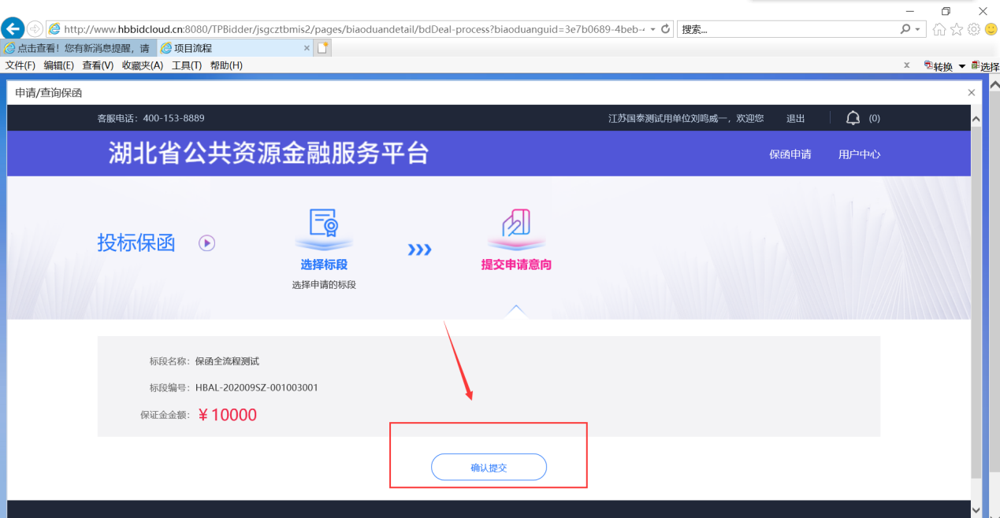 http://www.hbbidcloud.cn:8080/TPBidder/jsgcztbmis2/pages/biaoduandetail/bdDeal-process?biaoduanguid=3e7b0689-4beb-
搜索...
点击查看！您有新消息提醒，请
项目流程
文件(F) 编辑(E) 查看(V) 收藏夹(A) 工具(T) 帮助(H)
x 转换 选择
申请/查询保函
客服电话：400-153-8889
江苏国泰测试用单位刘鸣威一，欢迎您 退出 (0)
湖北省公共资源金融服务平台
保函申请 用户中心
投标保函
选择标段
提交申请意向
选择申请的标段
标段名称：保函全流程测试
标段编号：HBAL-202009SZ-001003001
保证金金额：￥10000
确认提交